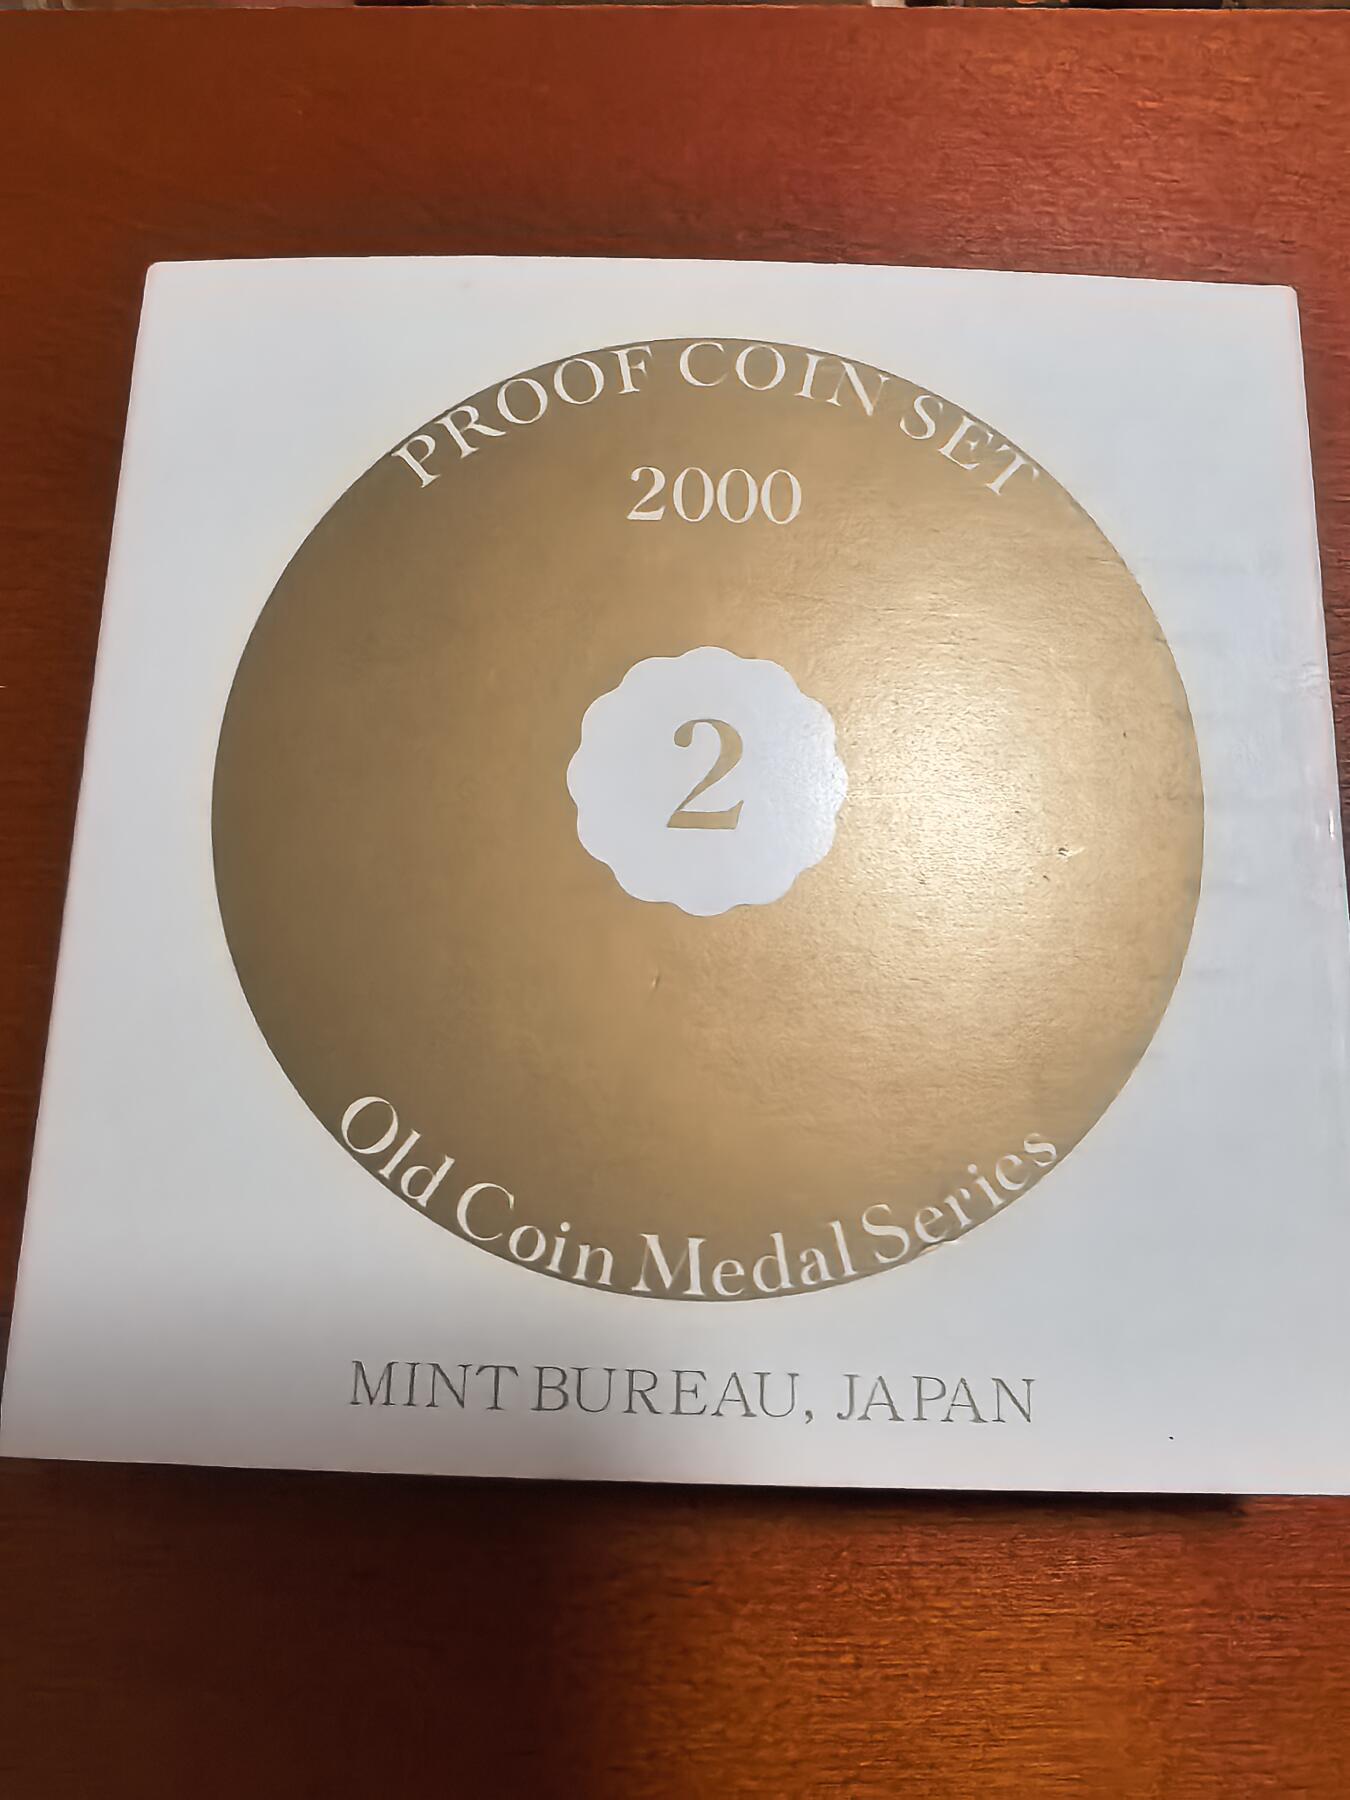 PROOF COIN SET
2000
2
Old Coin Medal Series
MINT BUREAU, JAPAN